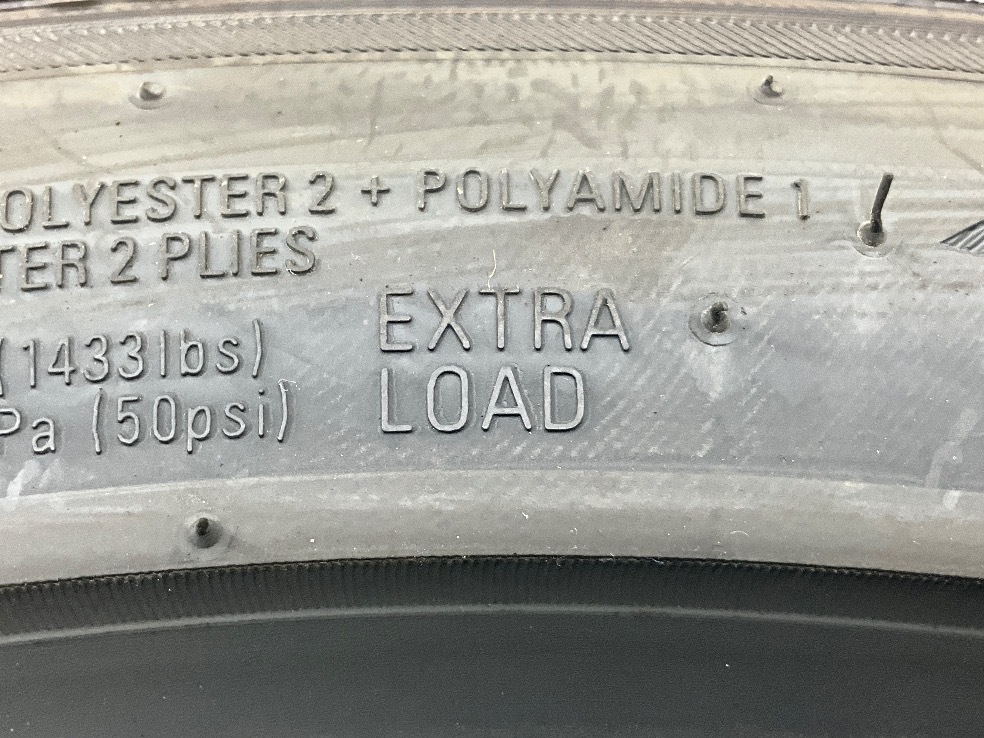 OLYESTER 2 + POLYAMIDE 1
TER 2 PLIES
(1433lbs)
Pa (50psi)
EXTRA
LOAD